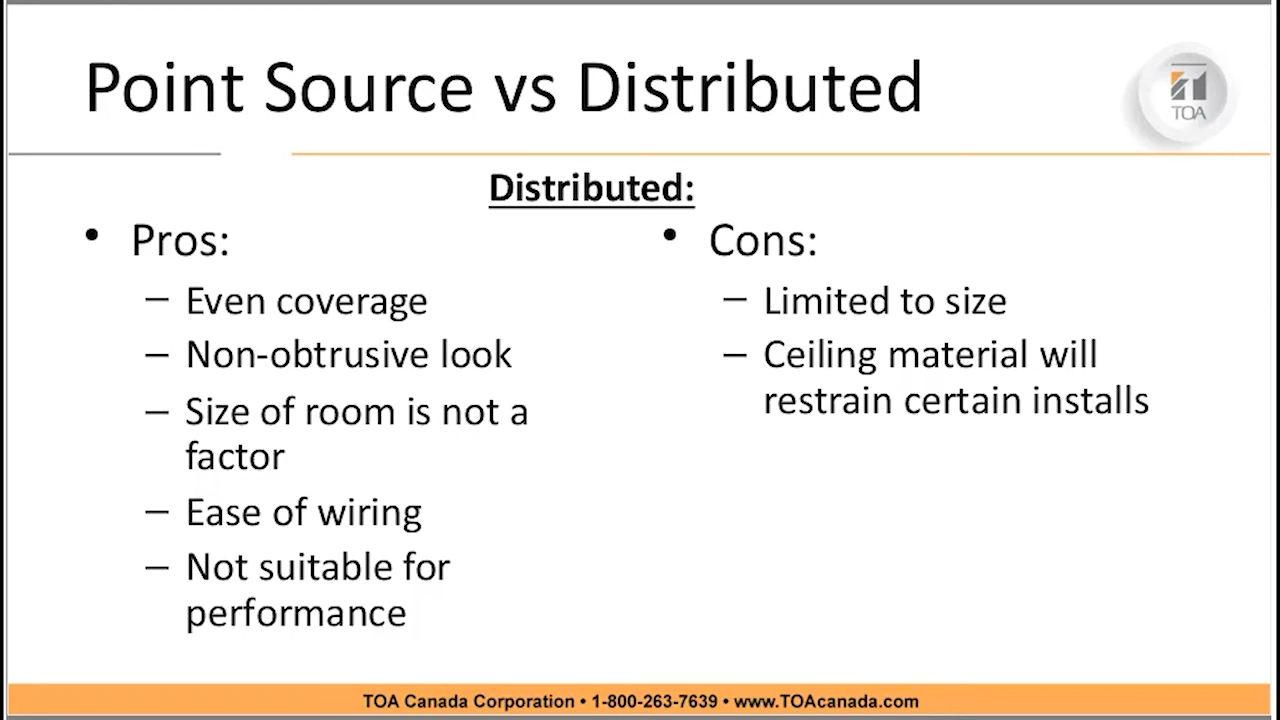 Point Source vs Distributed
TOA
Distributed:
• Pros:
– Even coverage
– Non-obtrusive look
– Size of room is not a
factor
– Ease of wiring
– Not suitable for
performance
• Cons:
– Limited to size
– Ceiling material will
restrain certain installs
TOA Canada Corporation • 1-800-263-7639 • www.TOAcanada.com